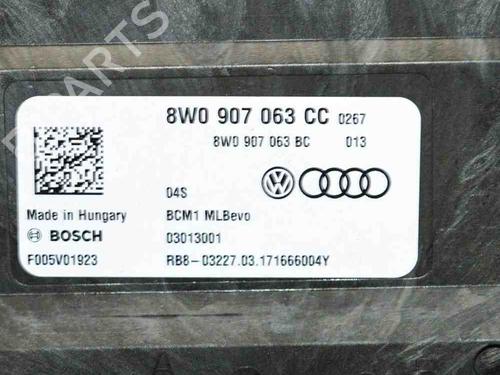 PARTS
8W0 907 063 CC 0267
8W0 907 063 BC 013
04S
Made in Hungary BCM1 MLBevo
BOSCH 03013001
F005V01923 RB8-03227.03.171666004Y